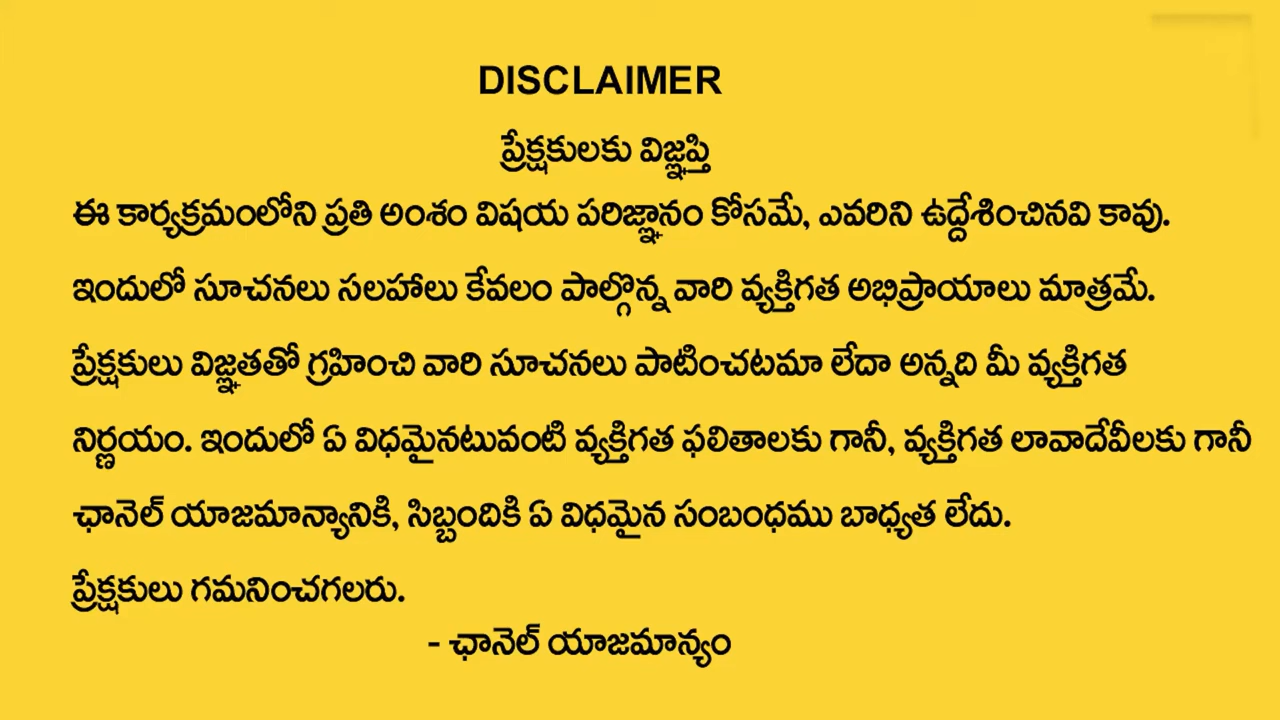 DISCLAIMER
ప్రేక్షకులకు విజ్ఞప్తి
ఈ కార్యక్రమంలోని ప్రతి అంశం విషయ పరిజ్ఞానం కోసమే, ఎవరిని ఉద్దేశించినవి కావు.
ఇందులో సూచనలు సలహాలు కేవలం పాల్గొన్న వారి వ్యక్తిగత అభిప్రాయాలు మాత్రమే.
ప్రేక్షకులు విజ్ఞతతో గ్రహించి వారి సూచనలు పాటించటమా లేదా అన్నది మీ వ్యక్తిగత
నిర్ణయం. ఇందులో ఏ విధమైనటువంటి వ్యక్తిగత ఫలితాలకు గానీ, వ్యక్తిగత లావాదేవీలకు గానీ
ఛానెల్ యాజమాన్యానికి, సిబ్బందికి ఏ విధమైన సంబంధము బాధ్యత లేదు.
ప్రేక్షకులు గమనించగలరు.
- ఛానెల్ యాజమాన్యం